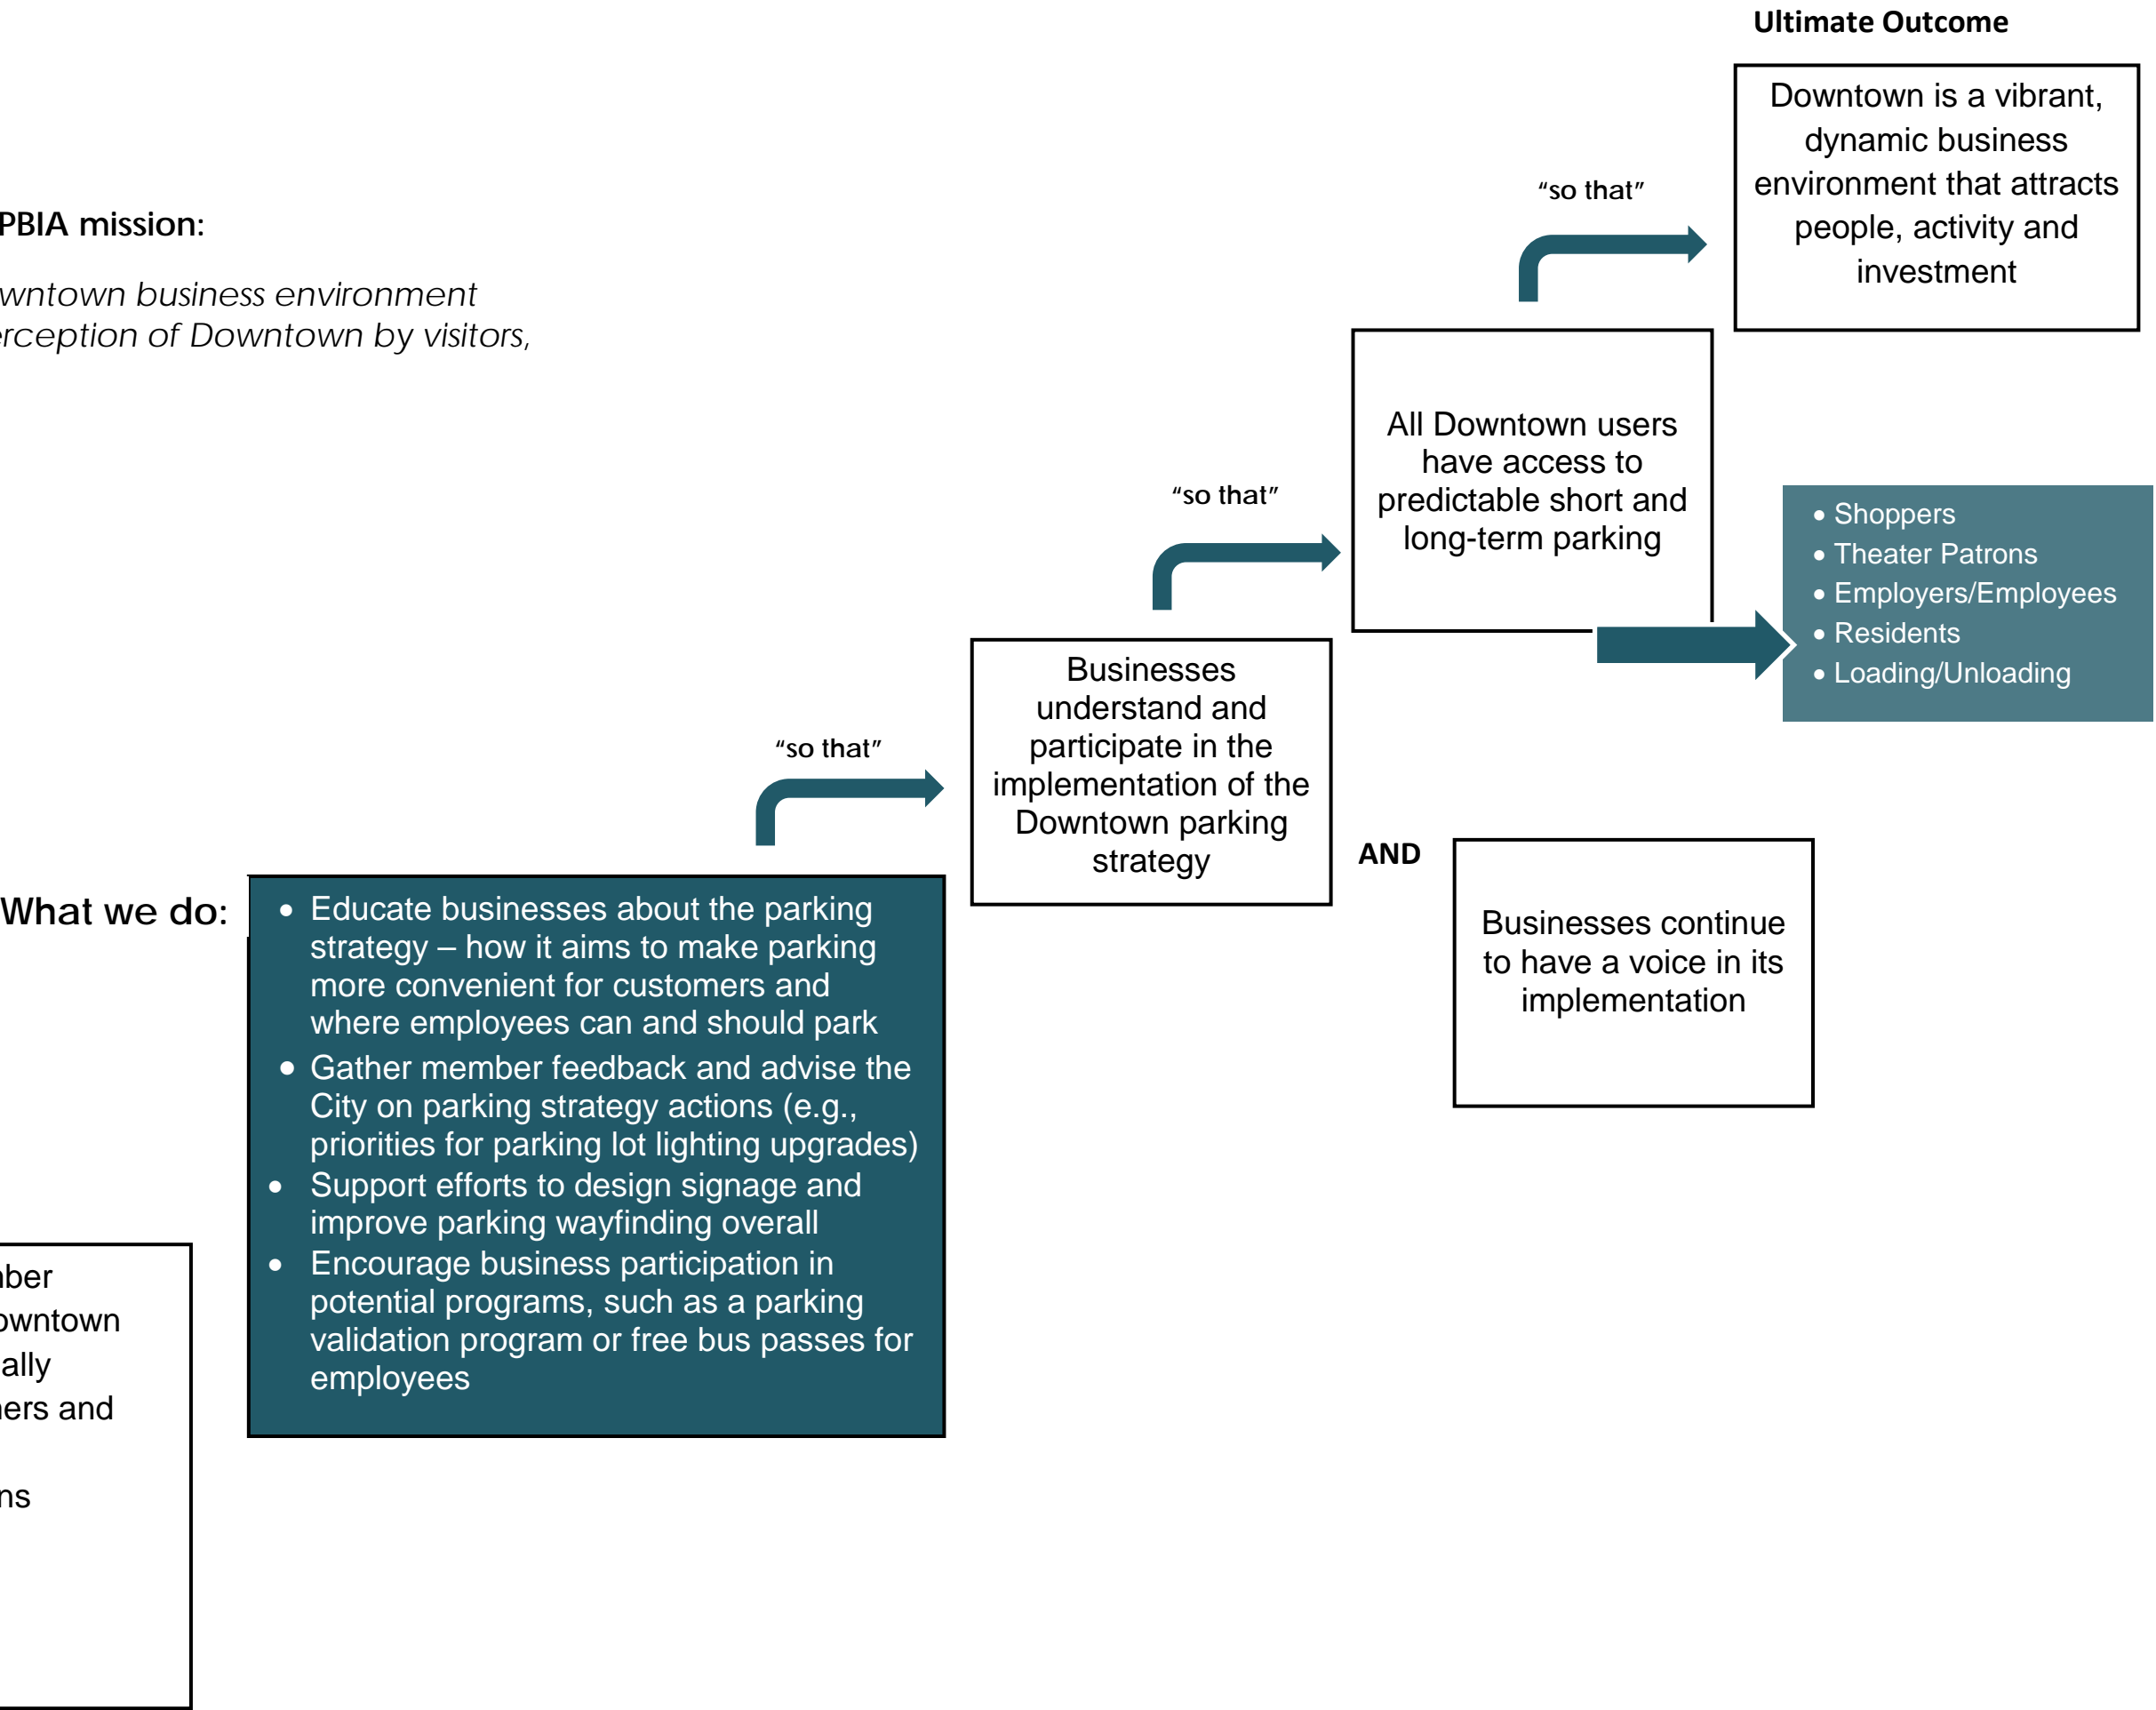 Ultimate Outcome
Downtown is a vibrant,
dynamic business
environment that attracts
people, activity and
investment
“so that”
PBIA mission:
business environment
of Downtown by visitors,
All Downtown users
have access to
predictable short and
long-term parking
“so that”
• Shoppers
• Theater Patrons
• Employers/Employees
• Residents
• Loading/Unloading
Businesses
understand and
participate in the
implementation of the
Downtown parking
strategy
“so that”
AND
Businesses continue
to have a voice in its
implementation
What we do:
• Educate businesses about the parking
strategy – how it aims to make parking
more convenient for customers and
where employees can and should park
• Gather member feedback and advise the
City on parking strategy actions (e.g.,
priorities for parking lot lighting upgrades)
• Support efforts to design signage and
improve parking wayfinding overall
• Encourage business participation in
potential programs, such as a parking
validation program or free bus passes for
employees
and